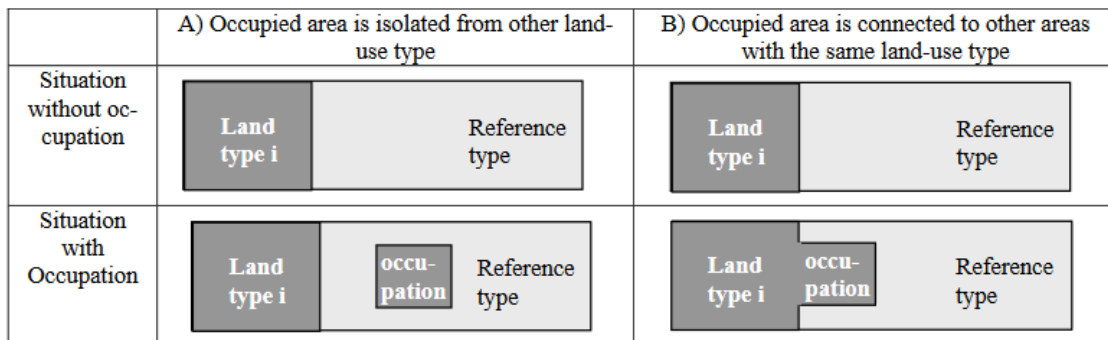 A) Occupied area is isolated from other land-
use type
B) Occupied area is connected to other areas
with the same land-use type
Situation
without oc-
cupation
Land
type i
Reference
type
Land
type i
Reference
type
Situation
with
Occupation
Land
type i
occu-
pation
Reference
type
Land
type i
occu-
pation
Reference
type